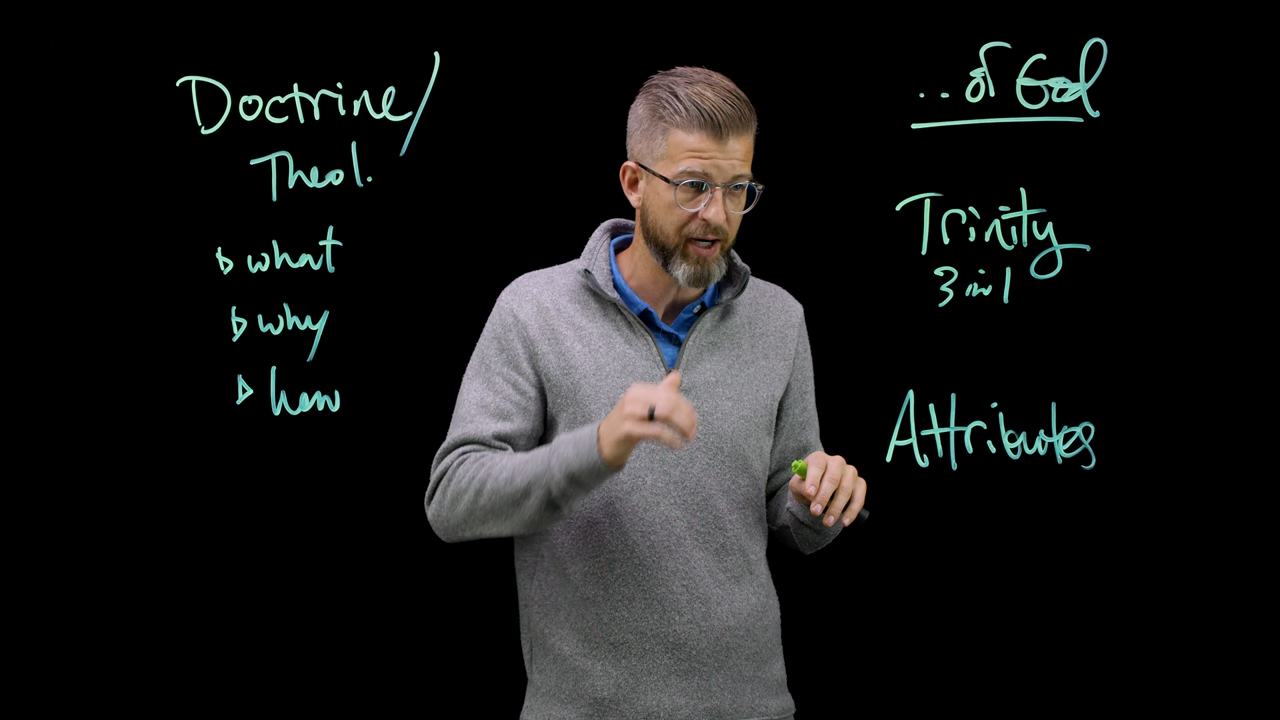 Doctrine/
Theol.
what
why
how
.. of God
Trinity
3 in 1
Attributes